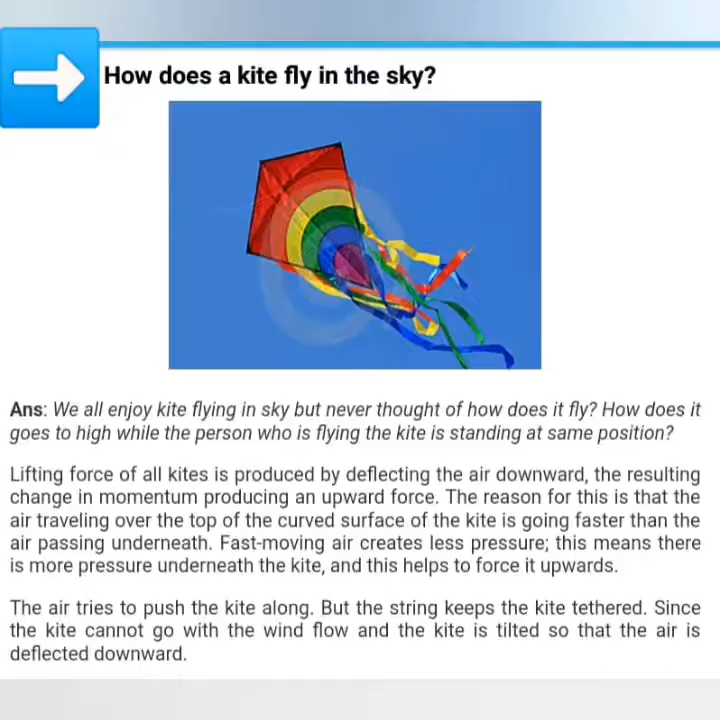 How does a kite fly in the sky?
Ans: We all enjoy kite flying in sky but never thought of how does it fly? How does it
goes to high while the person who is flying the kite is standing at same position?
Lifting force of all kites is produced by deflecting the air downward, the resulting
change in momentum producing an upward force. The reason for this is that the
air traveling over the top of the curved surface of the kite is going faster than the
air passing underneath. Fast-moving air creates less pressure; this means there
is more pressure underneath the kite, and this helps to force it upwards.
The air tries to push the kite along. But the string keeps the kite tethered. Since
the kite cannot go with the wind flow and the kite is tilted so that the air is
deflected downward.